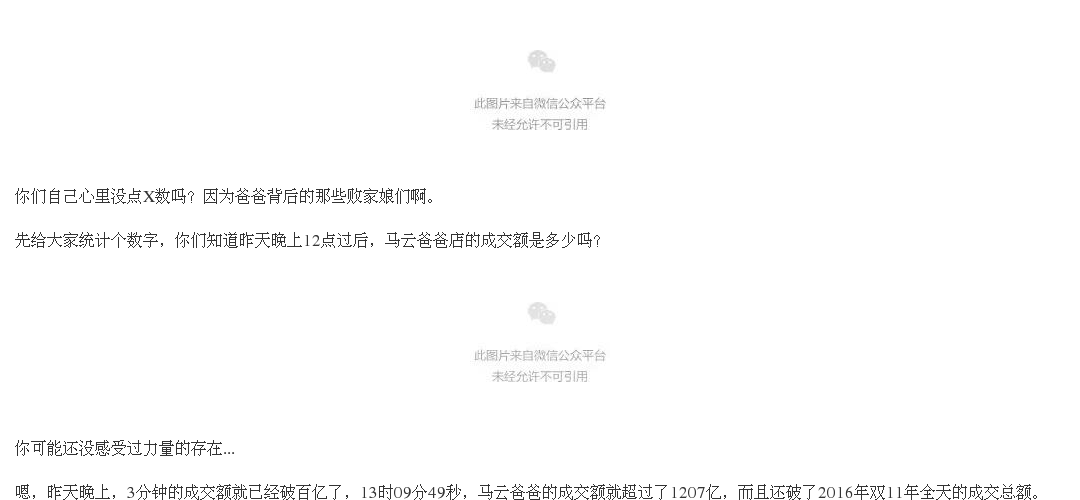 此图片来自微信公众平台
未经允许不可引用
你们自己心里没点X数吗？因为爸爸背后的那些败家娘们啊。
先给大家统计个数字，你们知道昨天晚上12点过后，马云爸爸店的成交额是多少吗？
此图片来自微信公众平台
未经允许不可引用
你可能还没感受过力量的存在...
嗯，昨天晚上，3分钟的成交额就已经破百亿了，13时09分49秒，马云爸爸的成交额就超过了1207亿，而且还破了2016年双11年全天的成交总额。